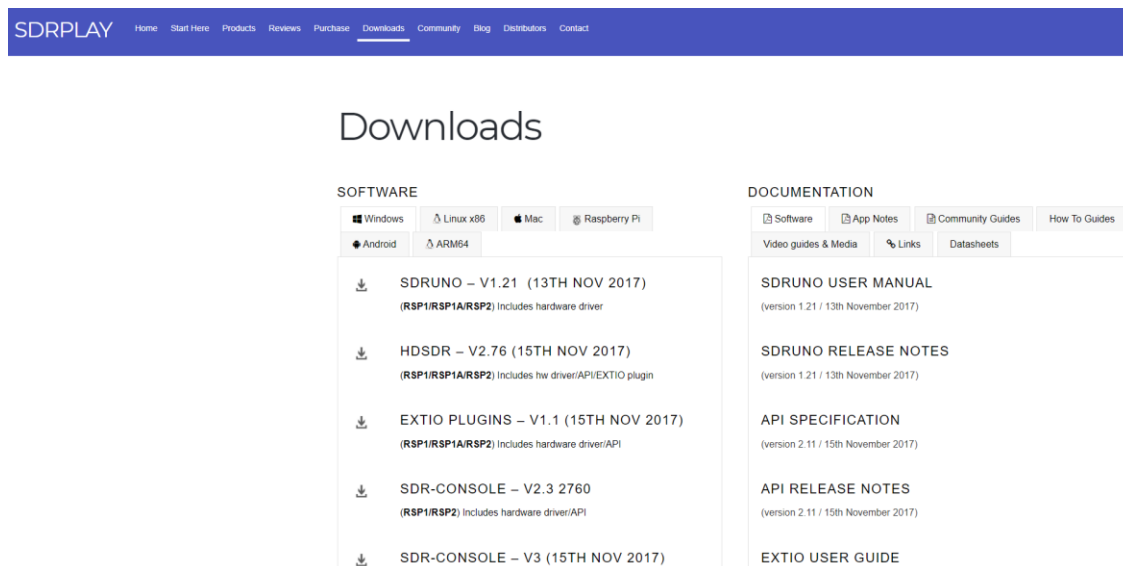 SDRPLAY Home Start Here Products Reviews Purchase Downloads Community Blog Distributors Contact
Downloads
SOFTWARE
Windows Linux x86 Mac Raspberry Pi
Android ARM64
SDRUNO – V1.21 (13TH NOV 2017)
(RSP1/RSP1A/RSP2) Includes hardware driver
HDSDR – V2.76 (15TH NOV 2017)
(RSP1/RSP1A/RSP2) Includes hw driver/API/EXTIO plugin
EXTIO PLUGINS – V1.1 (15TH NOV 2017)
(RSP1/RSP1A/RSP2) Includes hardware driver/API
SDR-CONSOLE – V2.3 2760
(RSP1/RSP2) Includes hardware driver/API
SDR-CONSOLE – V3 (15TH NOV 2017)
DOCUMENTATION
Software App Notes Community Guides How To Guides
Video guides & Media Links Datasheets
SDRUNO USER MANUAL
(version 1.21 / 13th November 2017)
SDRUNO RELEASE NOTES
(version 1.21 / 13th November 2017)
API SPECIFICATION
(version 2.11 / 15th November 2017)
API RELEASE NOTES
(version 2.11 / 15th November 2017)
EXTIO USER GUIDE